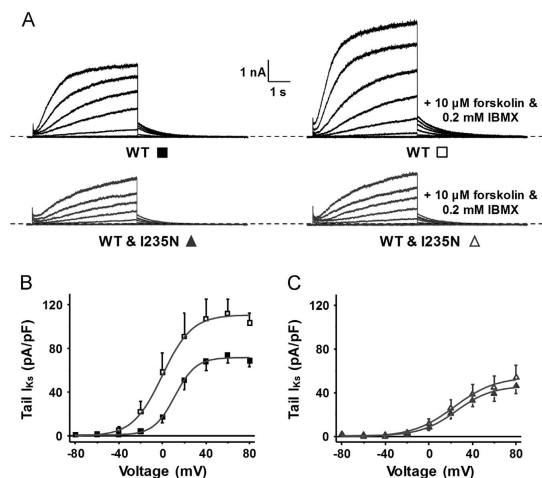 A
1 nA
1 s
+ 10 µM forskolin &
0.2 mM IBMX
WT ■
WT □
+ 10 µM forskolin &
0.2 mM IBMX
WT & I235N ▲
WT & I235N △
B
Tail IKs (pA/pF)
120
80
40
0
-80 -40 0 40 80
Voltage (mV)
C
Tail IKs (pA/pF)
120
80
40
0
-80 -40 0 40 80
Voltage (mV)